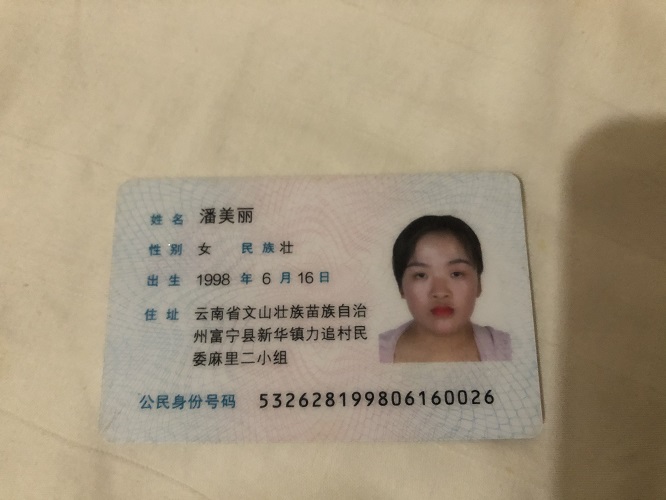 姓名 潘美丽
性别 女 民族 壮
出生 1998 年 6 月 16 日
住址 云南省文山壮族苗族自治
州富宁县新华镇力追村民
委麻里二小组
公民身份号码 532628199806160026